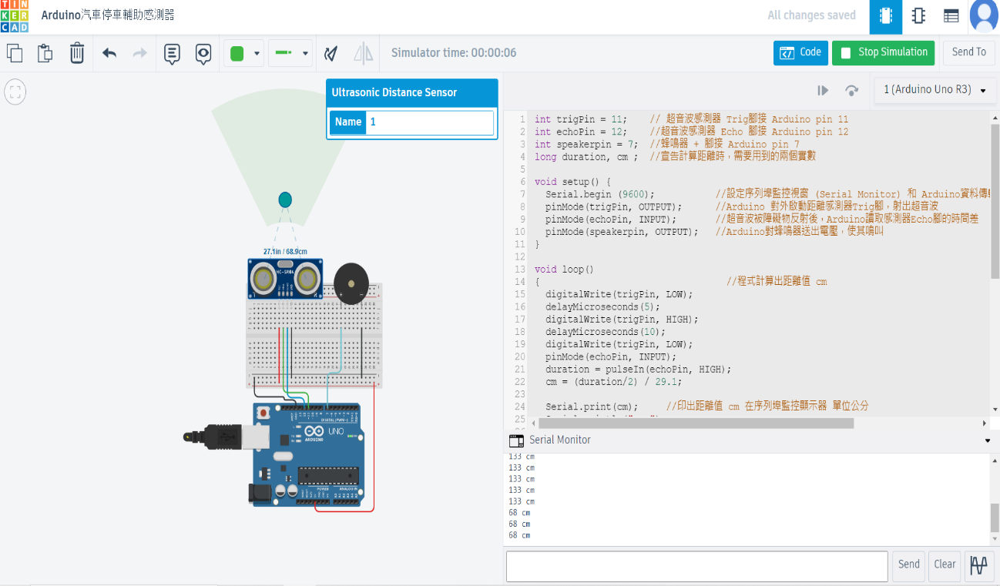 TIN
KER
CAD
Arduino汽車停車輔助感測器
All changes saved
Simulator time: 00:00:06
Code
Stop Simulation
Send To
Ultrasonic Distance Sensor
Name 1
1 (Arduino Uno R3)
27.1in / 68.9cm
HC-SR04
DIGITAL (PWM~)
UNO
ARDUINO
POWER
ANALOG IN
1 int trigPin = 11; // 超音波感測器 Trig腳接 Arduino pin 11
2 int echoPin = 12; //超音波感測器 Echo 腳接 Arduino pin 12
3 int speakerpin = 7; //蜂鳴器 + 腳接 Arduino pin 7
4 long duration, cm ; //宣告計算距離時，需要用到的兩個實數
5
6 void setup() {
7 Serial.begin (9600); //設定序列埠監控視窗 (Serial Monitor) 和 Arduino資料傳
8 pinMode(trigPin, OUTPUT); //Arduino 對外啟動距離感測器Trig腳，射出超音波
9 pinMode(echoPin, INPUT); //超音波被障礙物反射後，Arduino讀取感測器Echo腳的時間差
10 pinMode(speakerpin, OUTPUT); //Arduino對蜂鳴器送出電壓，使其鳴叫
11 }
12
13 void loop()
14 { //程式計算出距離值 cm
15 digitalWrite(trigPin, LOW);
16 delayMicroseconds(5);
17 digitalWrite(trigPin, HIGH);
18 delayMicroseconds(10);
19 digitalWrite(trigPin, LOW);
20 pinMode(echoPin, INPUT);
21 duration = pulseIn(echoPin, HIGH);
22 cm = (duration/2) / 29.1;
23
24 Serial.print(cm); //印出距離值 cm 在序列埠監控顯示器 單位公分
25
Serial Monitor
133 cm
133 cm
133 cm
133 cm
133 cm
68 cm
68 cm
68 cm
Send
Clear